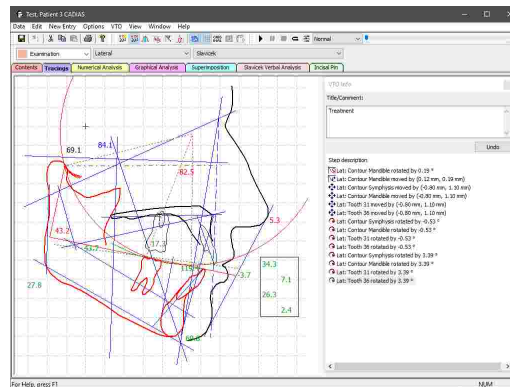 Test, Patient 3 CADIAS
Data Edit New Entry Options VTO View Window Help
Normal
Examination Lateral Slavicek
Contents Tracings Numerical Analysis Graphical Analysis Superimposition Slavicek Verbal Analysis Incisal Pin
VTO Info
Title/Comment:
Treatment
Undo
Step description
Lat: Contour Mandible rotated by 0.19 °
Lat: Contour Mandible moved by (0.12 mm, 0.19 mm)
Lat: Contour Symphysis moved by (-0.80 mm, 1.10 mm)
Lat: Contour Mandible moved by (-0.80 mm, 1.10 mm)
Lat: Tooth 31 moved by (-0.80 mm, 1.10 mm)
Lat: Tooth 36 moved by (-0.80 mm, 1.10 mm)
Lat: Contour Symphysis rotated by -0.53 °
Lat: Contour Mandible rotated by -0.53 °
Lat: Tooth 31 rotated by -0.53 °
Lat: Tooth 36 rotated by -0.53 °
Lat: Contour Symphysis rotated by 3.39 °
Lat: Contour Mandible rotated by 3.39 °
Lat: Tooth 31 rotated by 3.39 °
Lat: Tooth 36 rotated by 3.39 °
69.1
84.1
82.5
5.3
43.2
17.3
3.7
27.8
34.3
7.1
26.3
2.4
For Help, press F1
NUM